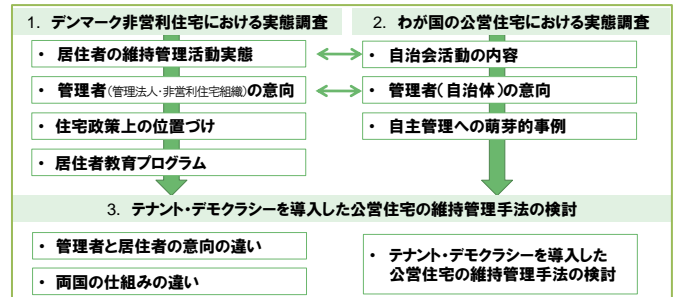 1. デンマーク非営利住宅における実態調査
・ 居住者の維持管理活動実態
・ 管理者(管理法人・非営利住宅組織)の意向
・ 住宅政策上の位置づけ
・ 居住者教育プログラム
2. わが国の公営住宅における実態調査
・ 自治会活動の内容
・ 管理者(自治体)の意向
・ 自主管理への萌芽的事例
3. テナント・デモクラシーを導入した公営住宅の維持管理手法の検討
・ 管理者と居住者の意向の違い
・ 両国の仕組みの違い
・ テナント・デモクラシーを導入した
公営住宅の維持管理手法の検討